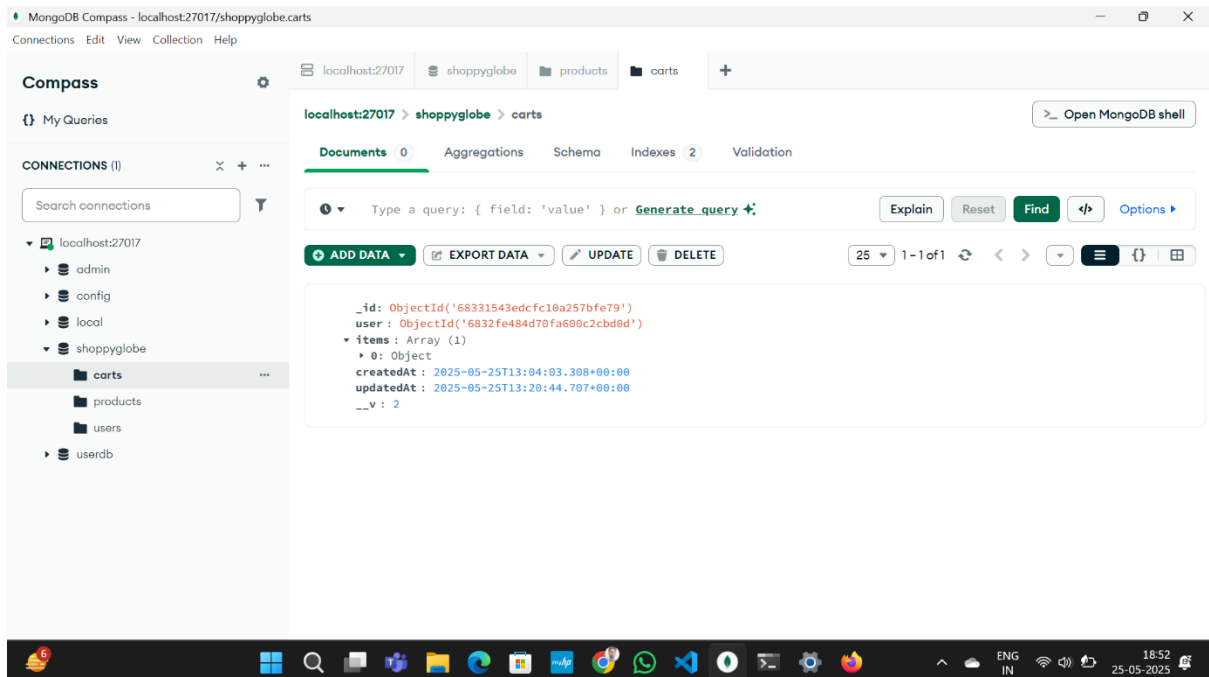 MongoDB Compass - localhost:27017/shoppyglobe.carts
Connections Edit View Collection Help
Compass
{} My Queries
CONNECTIONS (1)
Search connections
localhost:27017
admin
config
local
shoppyglobe
carts
products
users
userdb
localhost:27017 shoppyglobe products carts
localhost:27017 > shoppyglobe > carts
>_ Open MongoDB shell
Documents 0 Aggregations Schema Indexes 2 Validation
Type a query: { field: 'value' } or Generate query
Explain Reset Find </> Options
ADD DATA EXPORT DATA UPDATE DELETE
25 1 – 1 of 1 {}
_id: ObjectId('68331543edcfc10a257bfe79')
user : ObjectId('6832fe484d70fa600c2cbd0d')
items : Array (1)
0: Object
createdAt : 2025-05-25T13:04:03.308+00:00
updatedAt : 2025-05-25T13:20:44.707+00:00
__v : 2
6
myhp
ENG
IN
18:52
25-05-2025